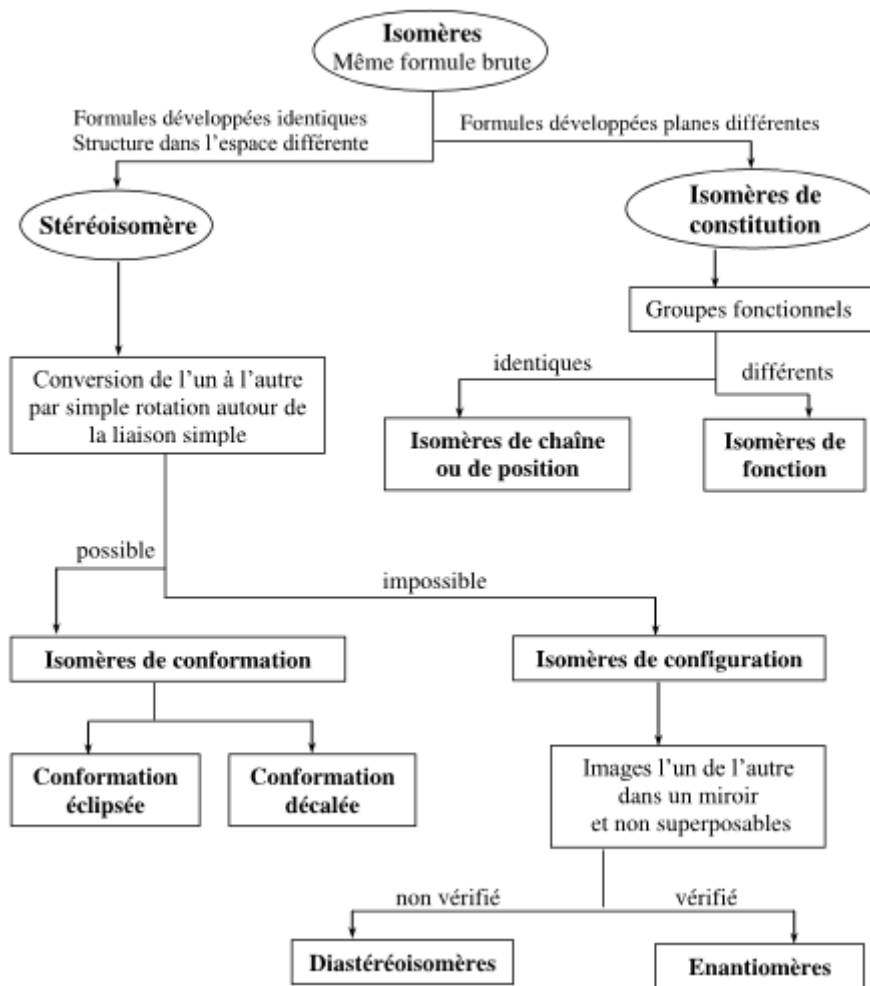 Isomères
Même formule brute
Formules développées identiques
Structure dans l'espace différente
Formules développées planes différentes
Stéréoisomère
Isomères de
constitution
Groupes fonctionnels
identiques
différents
Conversion de l'un à l'autre
par simple rotation autour de
la liaison simple
Isomères de chaîne
ou de position
Isomères de
fonction
possible
impossible
Isomères de conformation
Isomères de configuration
Conformation
éclipsée
Conformation
décalée
Images l'un de l'autre
dans un miroir
et non superposables
non vérifié
vérifié
Diastéréoisomères
Enantiomères